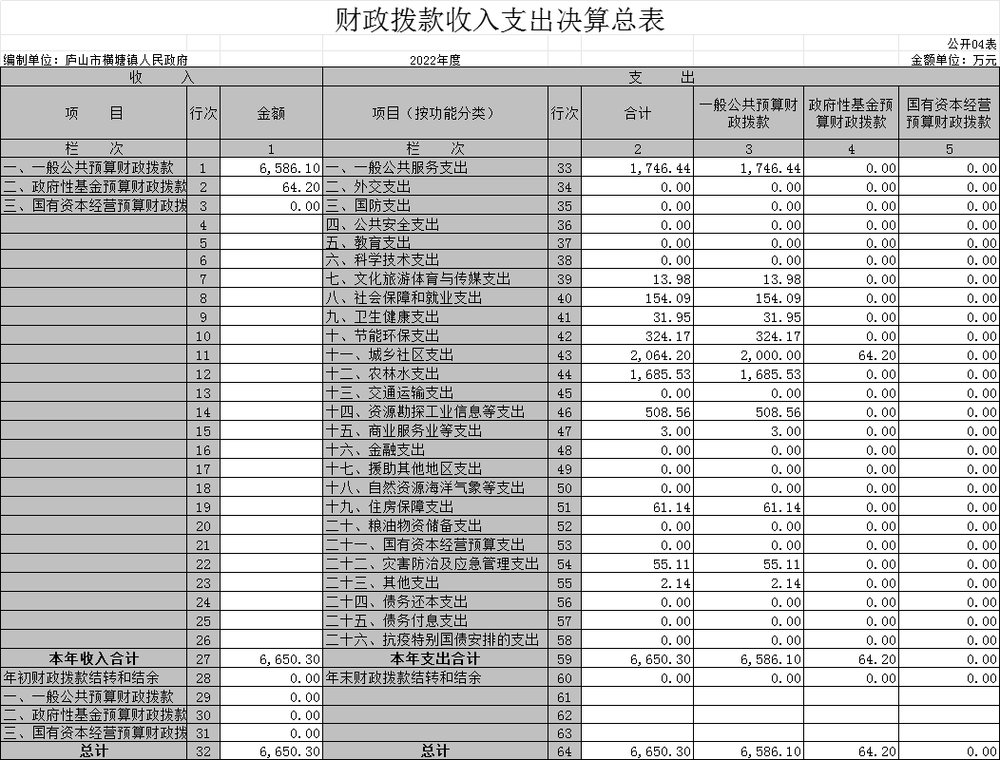 财政拨款收入支出决算总表
公开04表
编制单位：庐山市横塘镇人民政府 2022年度 金额单位：万元
收 入 支 出
项 目 行次 金额 项目（按功能分类） 行次 合计 一般公共预算财政拨款 政府性基金预算财政拨款 国有资本经营预算财政拨款
栏 次 1 栏 次 2 3 4 5
一、一般公共预算财政拨款 1 6,586.10 一、一般公共服务支出 33 1,746.44 1,746.44 0.00 0.00
二、政府性基金预算财政拨款 2 64.20 二、外交支出 34 0.00 0.00 0.00 0.00
三、国有资本经营预算财政拨 3 0.00 三、国防支出 35 0.00 0.00 0.00 0.00
4 四、公共安全支出 36 0.00 0.00 0.00 0.00
5 五、教育支出 37 0.00 0.00 0.00 0.00
6 六、科学技术支出 38 0.00 0.00 0.00 0.00
7 七、文化旅游体育与传媒支出 39 13.98 13.98 0.00 0.00
8 八、社会保障和就业支出 40 154.09 154.09 0.00 0.00
9 九、卫生健康支出 41 31.95 31.95 0.00 0.00
10 十、节能环保支出 42 324.17 324.17 0.00 0.00
11 十一、城乡社区支出 43 2,064.20 2,000.00 64.20 0.00
12 十二、农林水支出 44 1,685.53 1,685.53 0.00 0.00
13 十三、交通运输支出 45 0.00 0.00 0.00 0.00
14 十四、资源勘探工业信息等支出 46 508.56 508.56 0.00 0.00
15 十五、商业服务业等支出 47 3.00 3.00 0.00 0.00
16 十六、金融支出 48 0.00 0.00 0.00 0.00
17 十七、援助其他地区支出 49 0.00 0.00 0.00 0.00
18 十八、自然资源海洋气象等支出 50 0.00 0.00 0.00 0.00
19 十九、住房保障支出 51 61.14 61.14 0.00 0.00
20 二十、粮油物资储备支出 52 0.00 0.00 0.00 0.00
21 二十一、国有资本经营预算支出 53 0.00 0.00 0.00 0.00
22 二十二、灾害防治及应急管理支出 54 55.11 55.11 0.00 0.00
23 二十三、其他支出 55 2.14 2.14 0.00 0.00
24 二十四、债务还本支出 56 0.00 0.00 0.00 0.00
25 二十五、债务付息支出 57 0.00 0.00 0.00 0.00
26 二十六、抗疫特别国债安排的支出 58 0.00 0.00 0.00 0.00
本年收入合计 27 6,650.30 本年支出合计 59 6,650.30 6,586.10 64.20 0.00
年初财政拨款结转和结余 28 0.00 年末财政拨款结转和结余 60 0.00 0.00 0.00 0.00
一、一般公共预算财政拨款 29 0.00 61
二、政府性基金预算财政拨款 30 0.00 62
三、国有资本经营预算财政拨 31 0.00 63
总计 32 6,650.30 总计 64 6,650.30 6,586.10 64.20 0.00